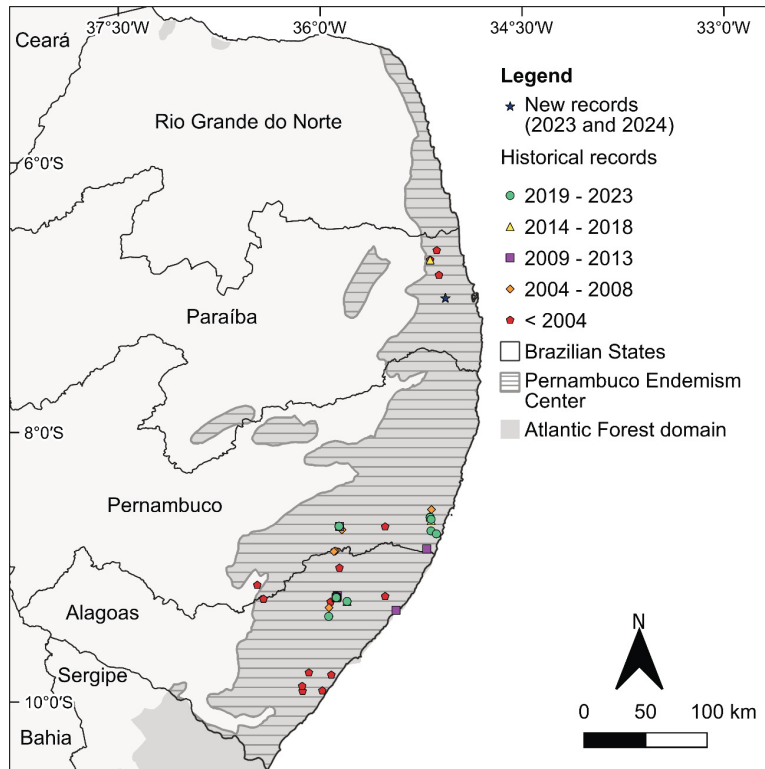 37°30'W 36°0'W 34°30'W 33°0'W
Ceará
Legend
New records
(2023 and 2024)
Rio Grande do Norte
Historical records
6°0'S
2019 - 2023
2014 - 2018
2009 - 2013
2004 - 2008
Paraíba
< 2004
Brazilian States
Pernambuco Endemism
Center
8°0'S
Atlantic Forest domain
Pernambuco
Alagoas
N
Sergipe
10°0'S
0 50 100 km
Bahia